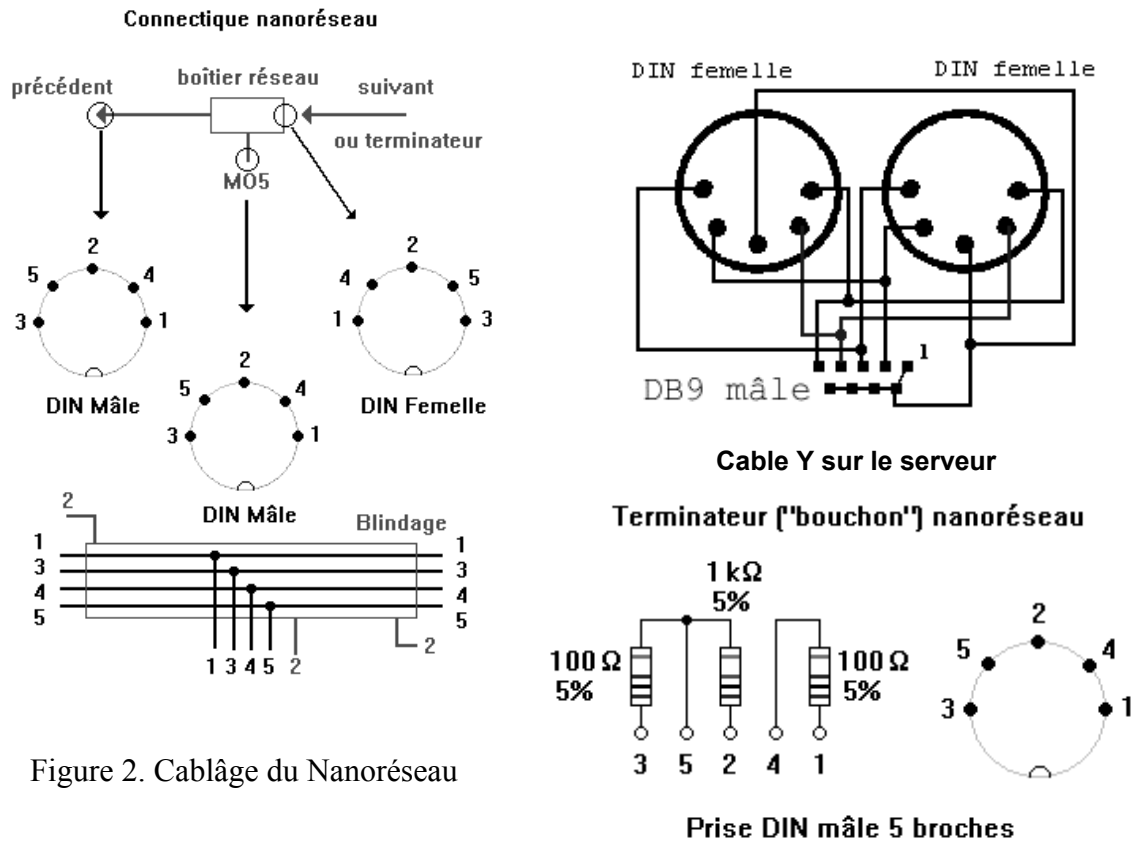 Connectique nanoréseau
précédent
boîtier réseau
suivant
ou terminateur
MO5
2
5 4
3 1
DIN Mâle
2
5 4
3 1
DIN Mâle
2
4 5
1 3
DIN Femelle
2
Blindage
1 1
3 3
4 4
5 5
2
1 3 4 5 2
Figure 2. Cablâge du Nanoréseau
DIN femelle DIN femelle
1
DB9 mâle
Cable Y sur le serveur
Terminateur ("bouchon") nanoréseau
1 kΩ
5%
100 Ω
5%
100 Ω
5%
3 5 2 4 1
2
5 4
3 1
Prise DIN mâle 5 broches